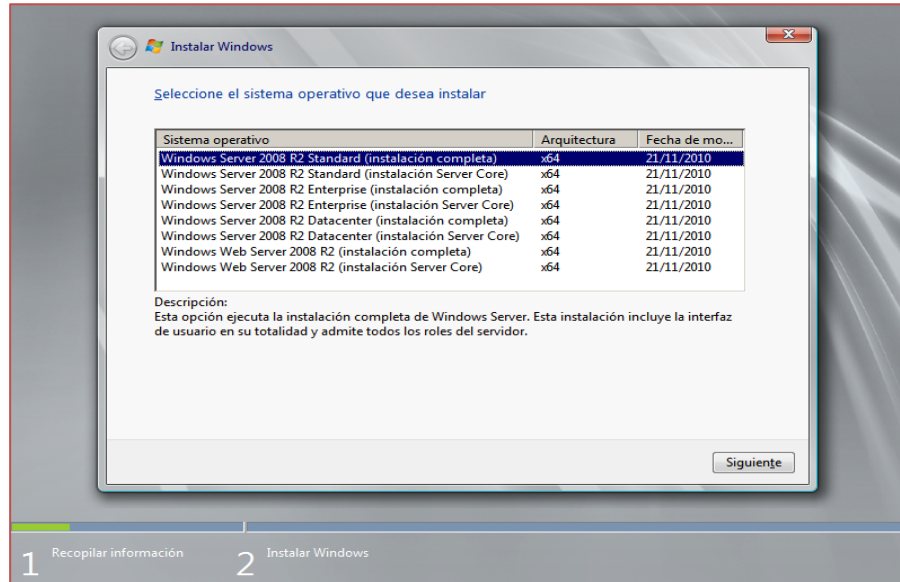 Instalar Windows
Seleccione el sistema operativo que desea instalar
Sistema operativo Arquitectura Fecha de mo...
Windows Server 2008 R2 Standard (instalación completa) x64 21/11/2010
Windows Server 2008 R2 Standard (instalación Server Core) x64 21/11/2010
Windows Server 2008 R2 Enterprise (instalación completa) x64 21/11/2010
Windows Server 2008 R2 Enterprise (instalación Server Core) x64 21/11/2010
Windows Server 2008 R2 Datacenter (instalación completa) x64 21/11/2010
Windows Server 2008 R2 Datacenter (instalación Server Core) x64 21/11/2010
Windows Web Server 2008 R2 (instalación completa) x64 21/11/2010
Windows Web Server 2008 R2 (instalación Server Core) x64 21/11/2010
Descripción:
Esta opción ejecuta la instalación completa de Windows Server. Esta instalación incluye la interfaz
de usuario en su totalidad y admite todos los roles del servidor.
Siguiente
1 Recopilar información 2 Instalar Windows